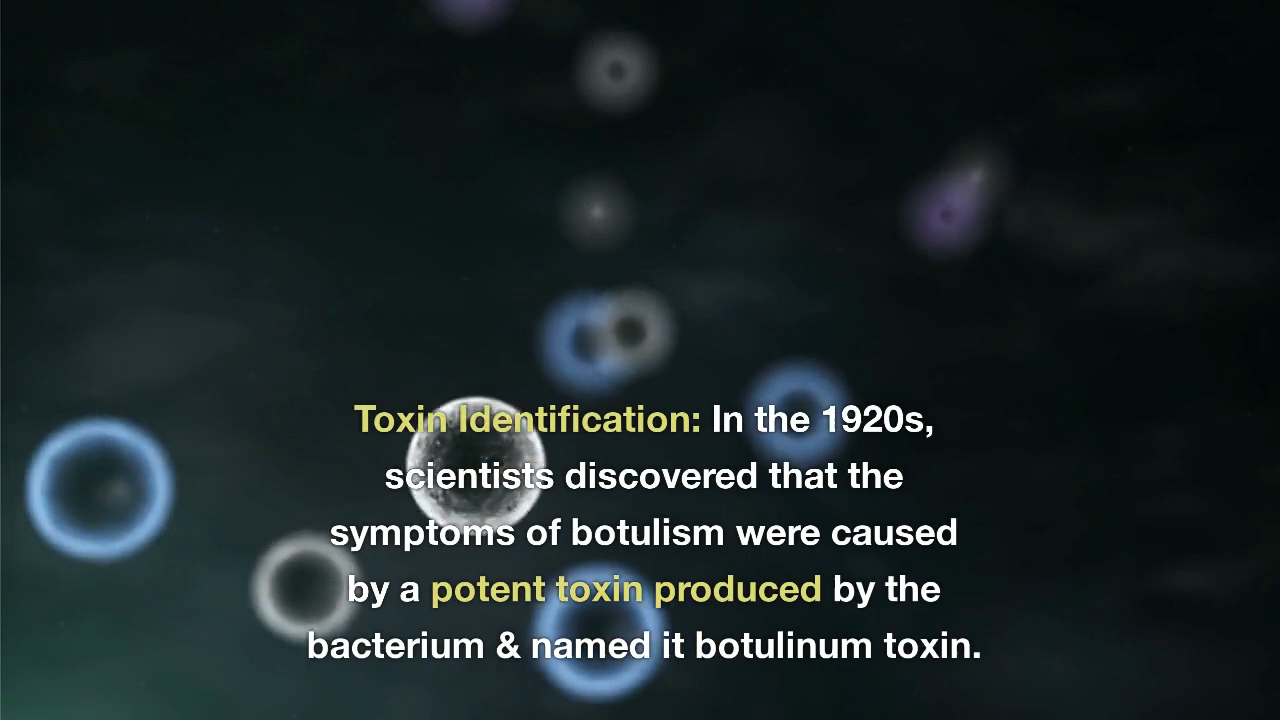 Toxin Identification: In the 1920s,
scientists discovered that the
symptoms of botulism were caused
by a potent toxin produced by the
bacterium & named it botulinum toxin.